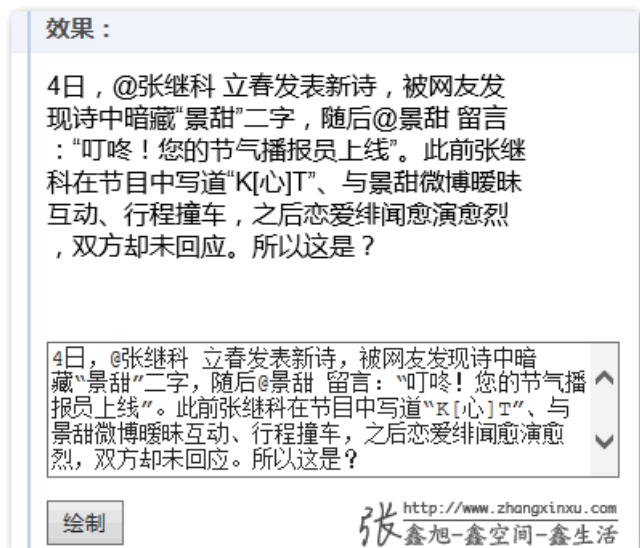 效果：
4日，@张继科 立春发表新诗，被网友发
现诗中暗藏“景甜”二字，随后@景甜 留言
：“叮咚！您的节气播报员上线”。此前张继
科在节目中写道“K[心]T”、与景甜微博暧昧
互动、行程撞车，之后恋爱绯闻愈演愈烈
，双方却未回应。所以这是？
4日，@张继科 立春发表新诗，被网友发现诗中暗
藏“景甜”二字，随后@景甜 留言：“叮咚！您的节气播
报员上线”。此前张继科在节目中写道“K[心]T”、与
景甜微博暧昧互动、行程撞车，之后恋爱绯闻愈演愈
烈，双方却未回应。所以这是?
绘制
http://www.zhangxinxu.com
张鑫旭-鑫空间-鑫生活